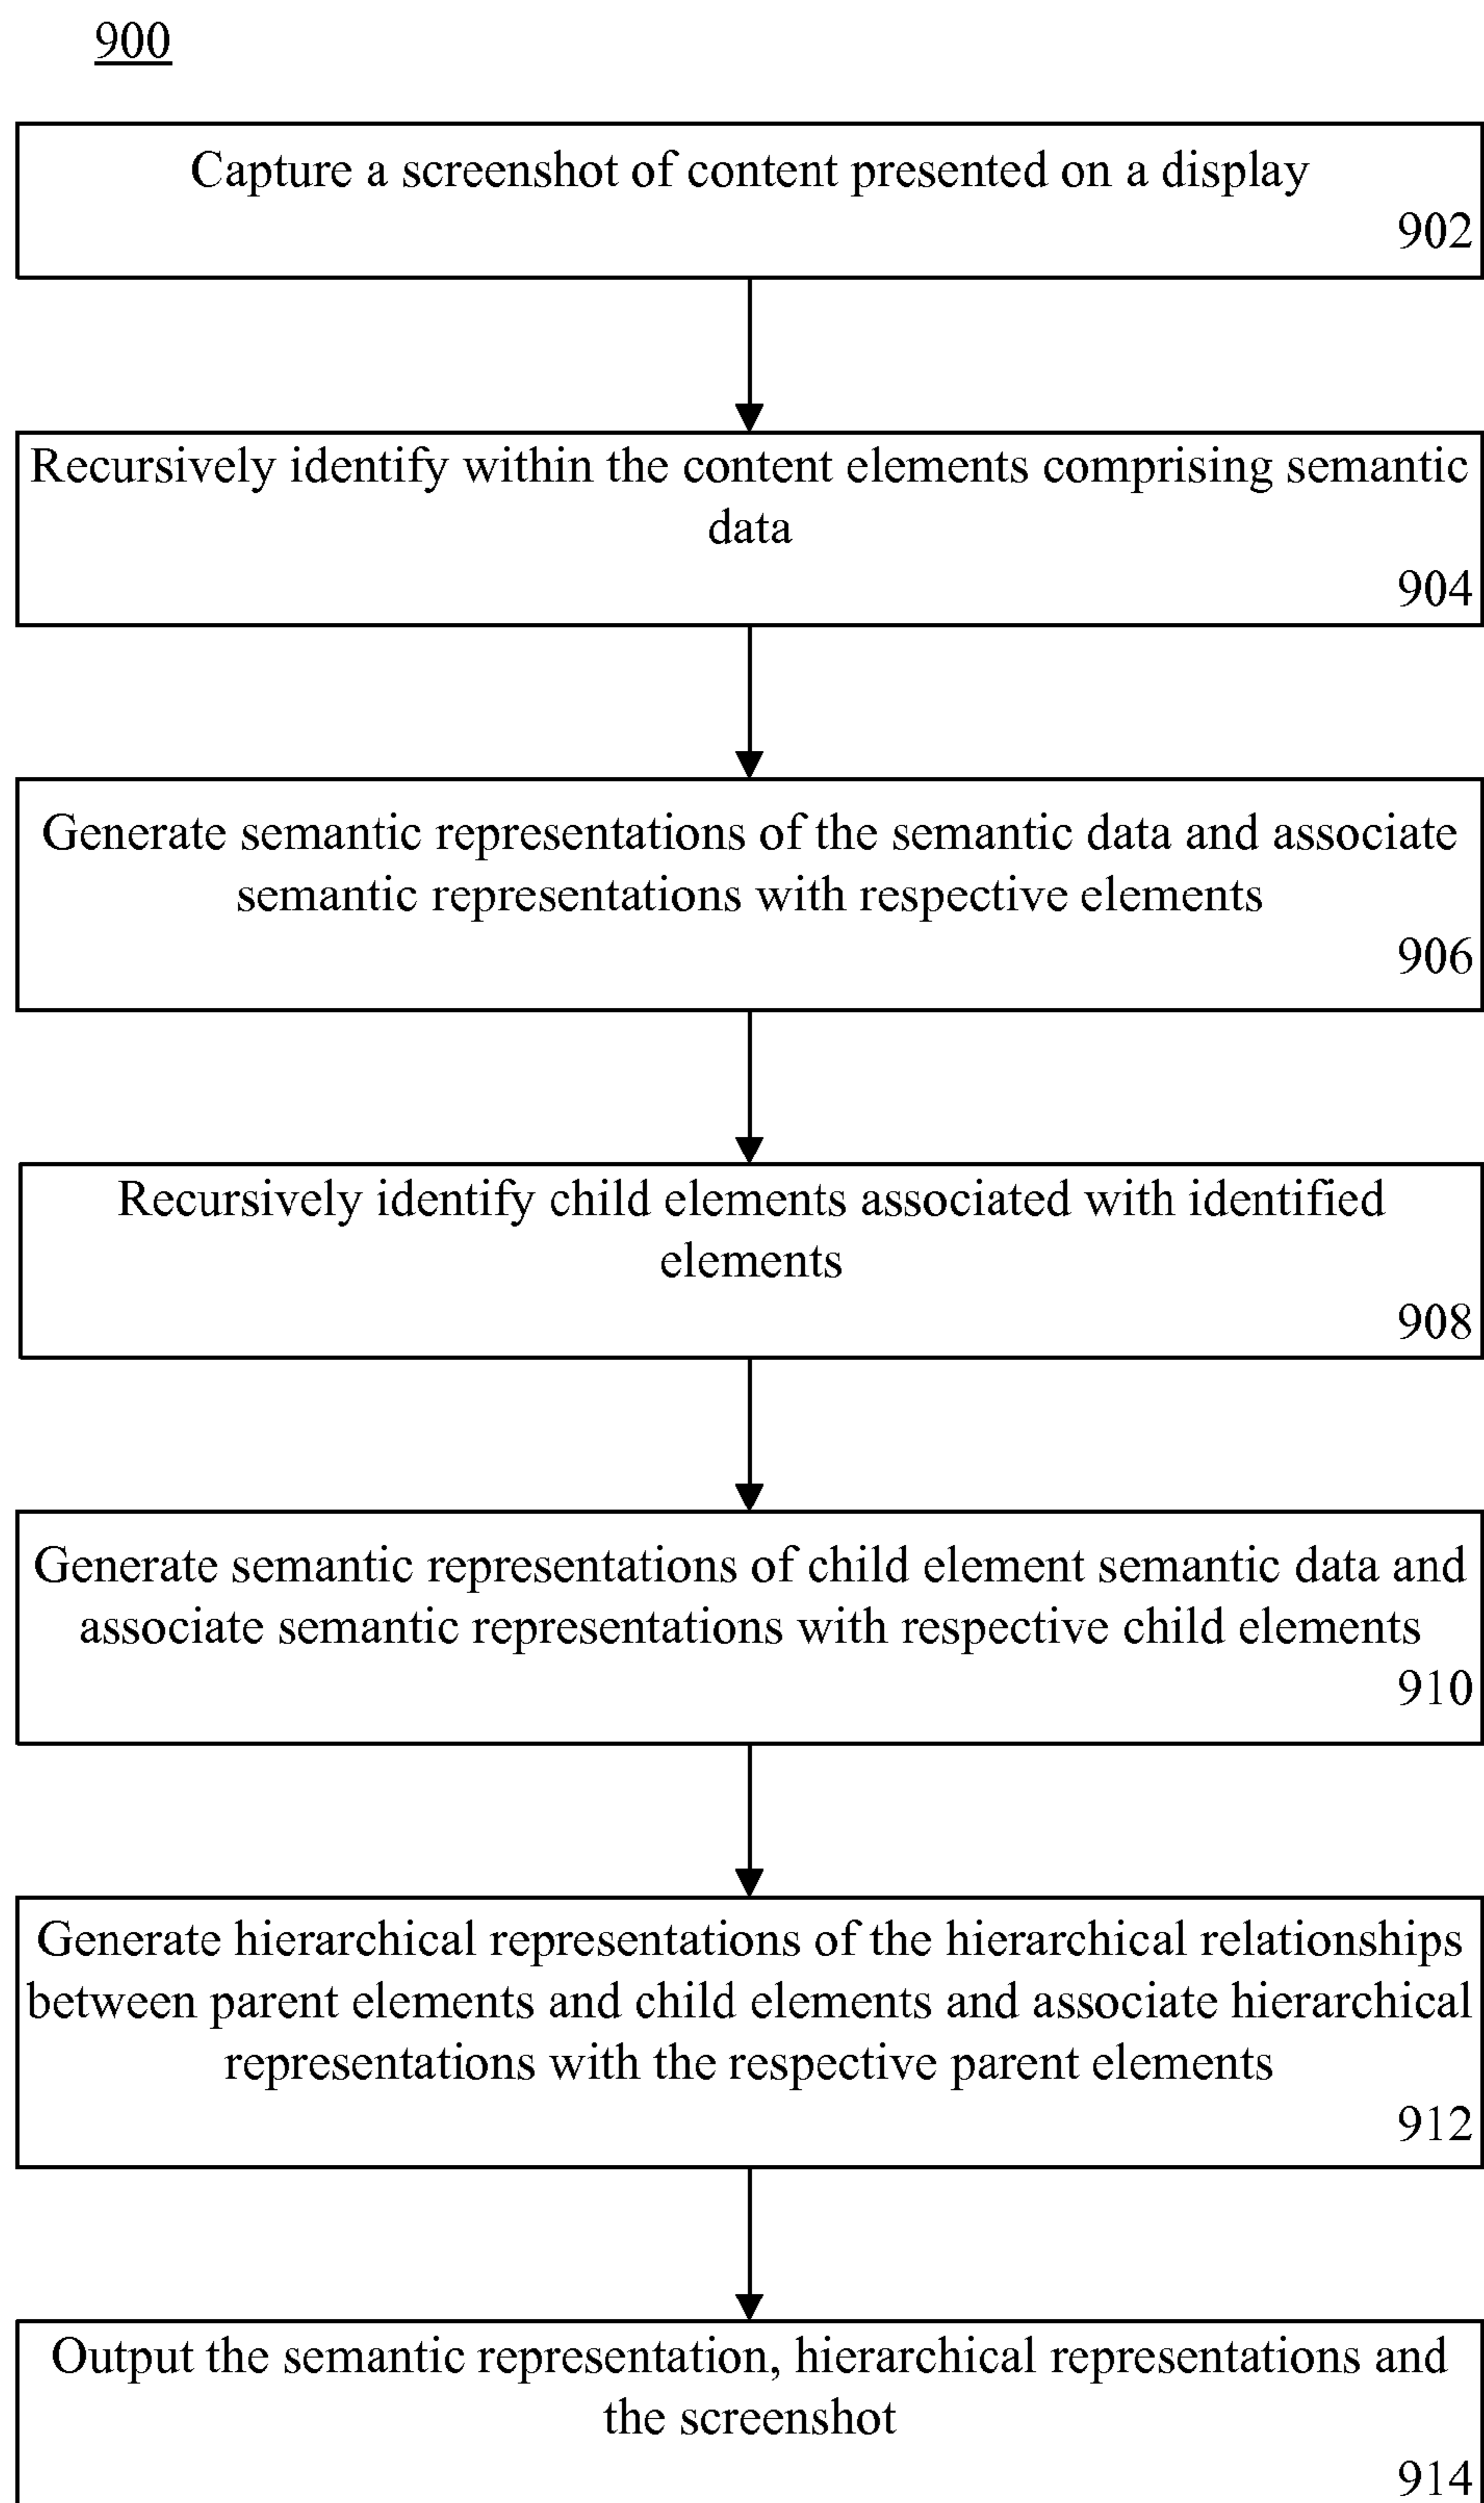 900
Capture a screenshot of content presented on a display
902
Recursively identify within the content elements comprising semantic
data
904
Generate semantic representations of the semantic data and associate
semantic representations with respective elements
906
Recursively identify child elements associated with identified
elements
908
Generate semantic representations of child element semantic data and
associate semantic representations with respective child elements
910
Generate hierarchical representations of the hierarchical relationships
between parent elements and child elements and associate hierarchical
representations with the respective parent elements
912
Output the semantic representation, hierarchical representations and
the screenshot
914